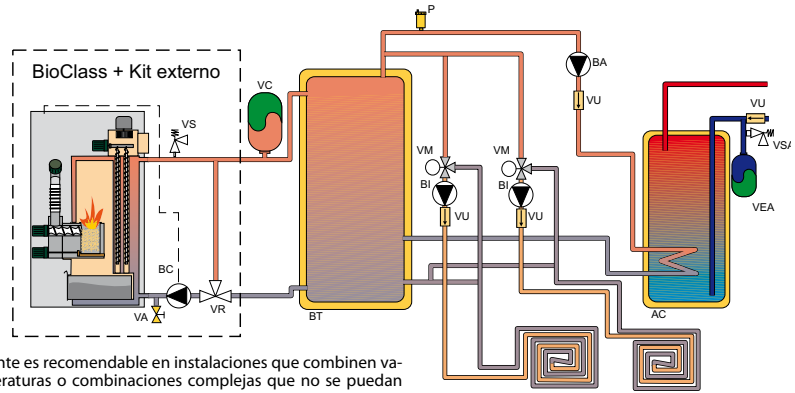 P
BioClass + Kit externo
VC
VS
BA
VU
VU
VSA
VM
VM
BI
BI
VU
VU
VEA
BC
VA
VR
BT
AC
nte es recomendable en instalaciones que combinen va-
eraturas o combinaciones complejas que no se puedan